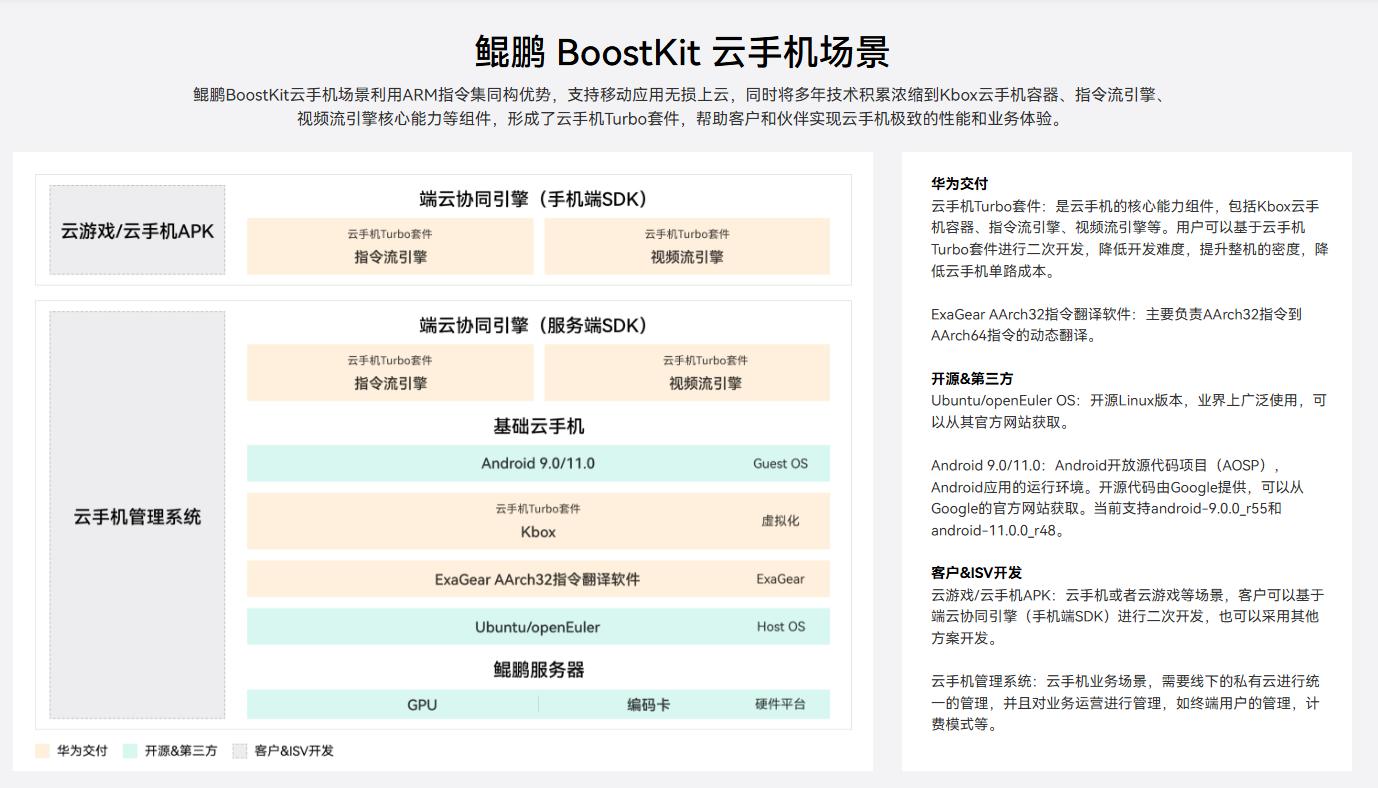 鲲鹏 BoostKit 云手机场景
鲲鹏BoostKit云手机场景利用ARM指令集同构优势，支持移动应用无损上云，同时将多年技术积累浓缩到Kbox云手机容器、指令流引擎、
视频流引擎核心能力等组件，形成了云手机Turbo套件，帮助客户和伙伴实现云手机极致的性能和业务体验。
云游戏/云手机APK
端云协同引擎（手机端SDK）
云手机Turbo套件
指令流引擎
云手机Turbo套件
视频流引擎
云手机管理系统
端云协同引擎（服务端SDK）
云手机Turbo套件
指令流引擎
云手机Turbo套件
视频流引擎
基础云手机
Android 9.0/11.0
Guest OS
云手机Turbo套件
Kbox
虚拟化
ExaGear AArch32指令翻译软件
ExaGear
Ubuntu/openEuler
Host OS
鲲鹏服务器
GPU
编码卡
硬件平台
华为交付
开源&第三方
客户&ISV开发
华为交付
云手机Turbo套件：是云手机的核心能力组件，包括Kbox云手
机容器、指令流引擎、视频流引擎等。用户可以基于云手机
Turbo套件进行二次开发，降低开发难度，提升整机的密度，降
低云手机单路成本。
ExaGear AArch32指令翻译软件：主要负责AArch32指令到
AArch64指令的动态翻译。
开源&第三方
Ubuntu/openEuler OS：开源Linux版本，业界上广泛使用，可
以从其官方网站获取。
Android 9.0/11.0：Android开放源代码项目（AOSP），
Android应用的运行环境。开源代码由Google提供，可以从
Google的官方网站获取。当前支持android-9.0.0_r55和
android-11.0.0_r48。
客户&ISV开发
云游戏/云手机APK：云手机或者云游戏等场景，客户可以基于
端云协同引擎（手机端SDK）进行二次开发，也可以采用其他
方案开发。
云手机管理系统：云手机业务场景，需要线下的私有云进行统
一的管理，并且对业务运营进行管理，如终端用户的管理，计
费模式等。